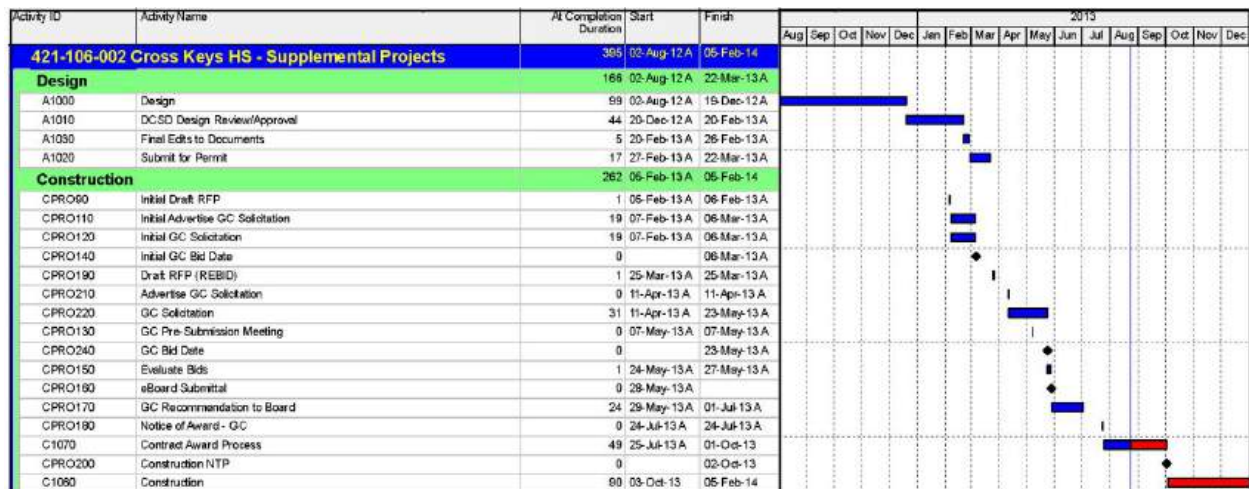 Activity ID Activity Name At Completion Duration Start Finish 2013
Aug Sep Oct Nov Dec Jan Feb Mar Apr May Jun Jul Aug Sep Oct Nov Dec
421-106-002 Cross Keys HS - Supplemental Projects 395 02-Aug-12 A 05-Feb-14
Design 166 02-Aug-12 A 22-Mar-13 A
A1000 Design 99 02-Aug-12 A 19-Dec-12 A
A1010 DCSD Design Review/Approval 44 20-Dec-12 A 20-Feb-13 A
A1030 Final Edits to Documents 5 20-Feb-13 A 26-Feb-13 A
A1020 Submit for Permit 17 27-Feb-13 A 22-Mar-13 A
Construction 262 05-Feb-13 A 05-Feb-14
CPRO90 Initial Draft RFP 1 05-Feb-13 A 06-Feb-13 A
CPRO110 Initial Advertise GC Solicitation 19 07-Feb-13 A 06-Mar-13 A
CPRO120 Initial GC Solicitation 19 07-Feb-13 A 06-Mar-13 A
CPRO140 Initial GC Bid Date 0 06-Mar-13 A
CPRO190 Draft RFP (REBID) 1 25-Mar-13 A 25-Mar-13 A
CPRO210 Advertise GC Solicitation 0 11-Apr-13 A 11-Apr-13 A
CPRO220 GC Solicitation 31 11-Apr-13 A 23-May-13 A
CPRO130 GC Pre-Submission Meeting 0 07-May-13 A 07-May-13 A
CPRO240 GC Bid Date 0 23-May-13 A
CPRO150 Evaluate Bids 1 24-May-13 A 27-May-13 A
CPRO160 eBoard Submittal 0 28-May-13 A
CPRO170 GC Recommendation to Board 24 29-May-13 A 01-Jul-13 A
CPRO180 Notice of Award - GC 0 24-Jul-13 A 24-Jul-13 A
C1070 Contract Award Process 49 25-Jul-13 A 01-Oct-13
CPRO200 Construction NTP 0 02-Oct-13
C1060 Construction 90 03-Oct-13 05-Feb-14